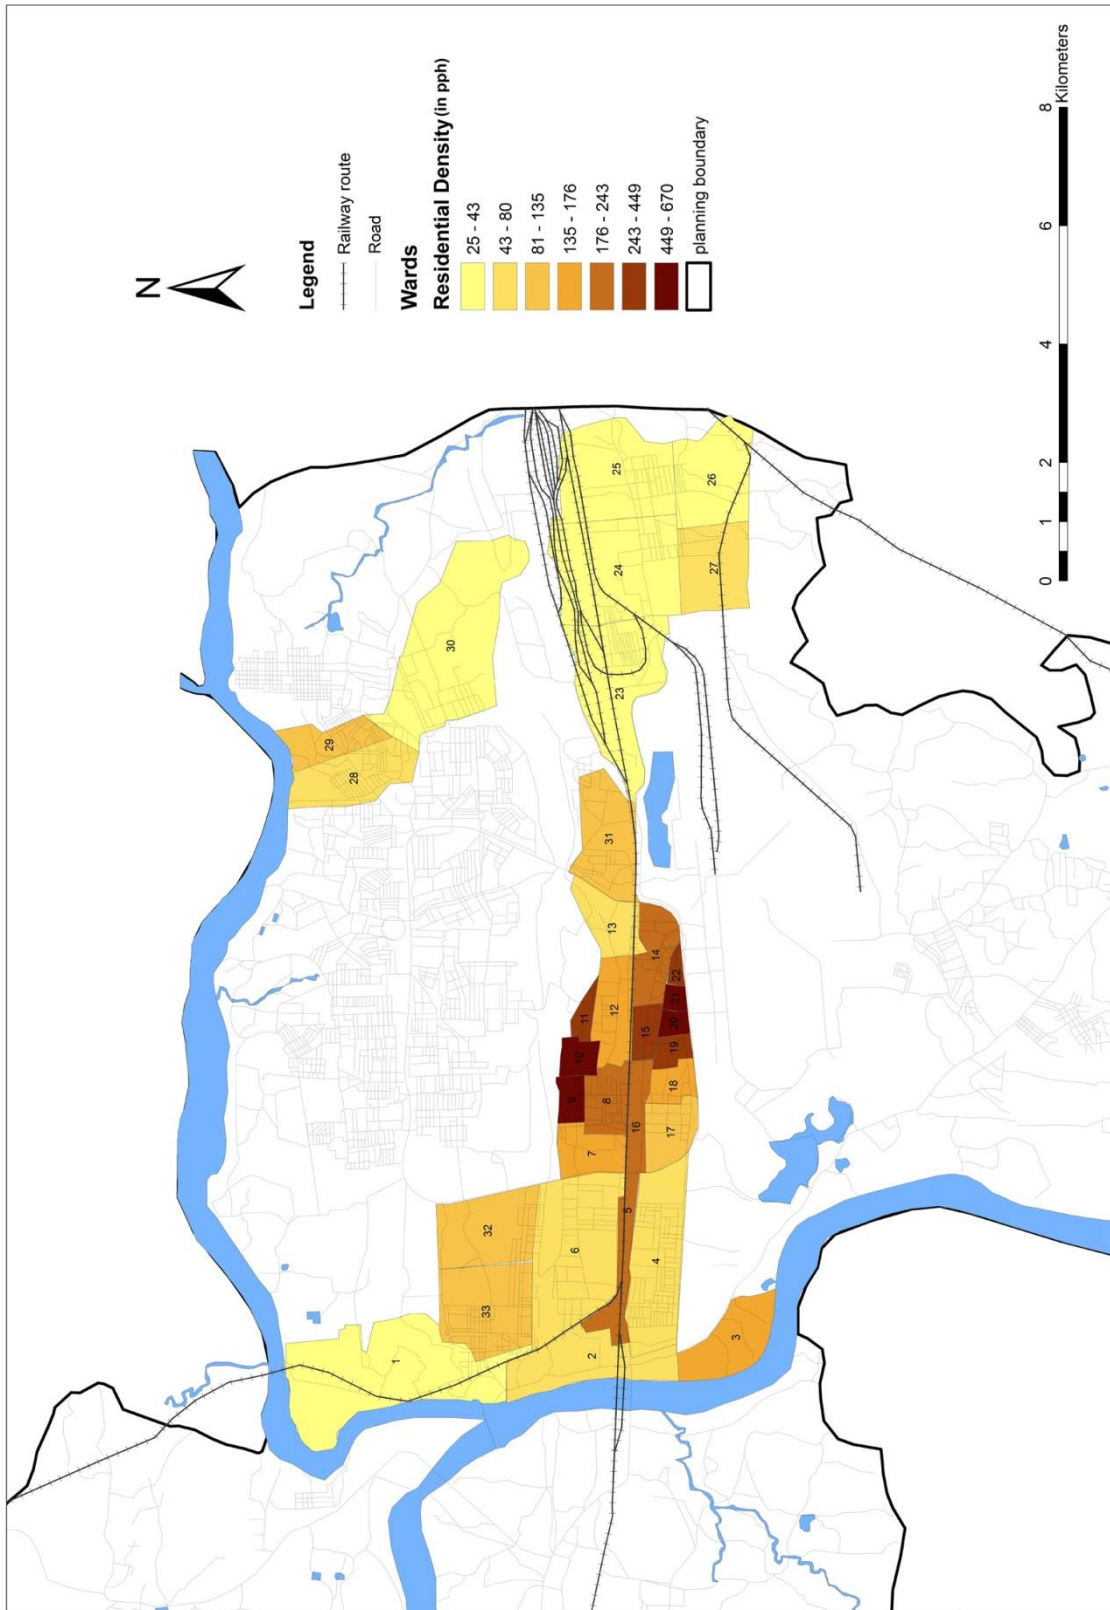 N
Legend
Railway route
Road
Wards
Residential Density (in pph)
25 - 43
43 - 80
81 - 135
135 - 176
176 - 243
243 - 449
449 - 670
planning boundary
0 1 2 4 6 8
Kilometers
1
2
3
4
5
6
7
8
9
10
11
12
13
14
15
16
17
18
19
20
21
22
23
24
25
26
27
28
29
30
31
32
33